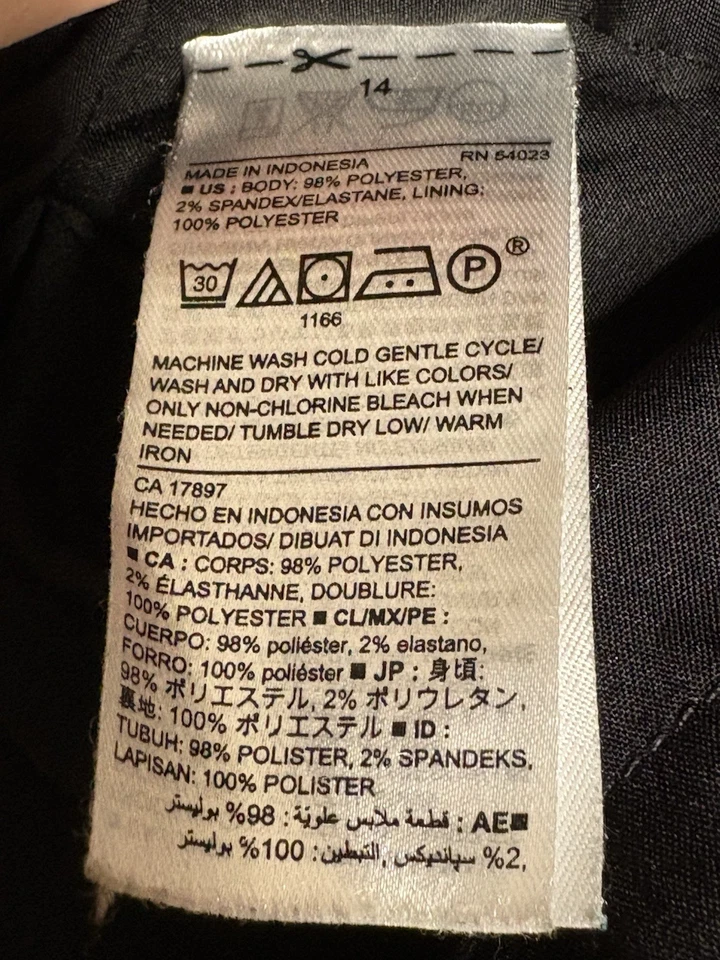 14
MADE IN INDONESIA RN 54023
■ US : BODY: 98% POLYESTER,
2% SPANDEX/ELASTANE, LINING:
100% POLYESTER
30 P ®
1166
MACHINE WASH COLD GENTLE CYCLE/
WASH AND DRY WITH LIKE COLORS/
ONLY NON-CHLORINE BLEACH WHEN
NEEDED/ TUMBLE DRY LOW/ WARM
IRON
CA 17897
HECHO EN INDONESIA CON INSUMOS
IMPORTADOS/ DIBUAT DI INDONESIA
■ CA : CORPS: 98% POLYESTER,
2% ÉLASTHANNE, DOUBLURE:
100% POLYESTER ■ CL/MX/PE :
CUERPO: 98% poliéster, 2% elastano,
FORRO: 100% poliéster ■ JP : 身頃:
98% ポリエステル, 2% ポリウレタン,
裏地: 100% ポリエステル ■ ID :
TUBUH: 98% POLISTER, 2% SPANDEKS,
LAPISAN: 100% POLISTER
■AE : قطعة ملابس علويّة: 98% بوليستر
,2% سباندیکس ,التبطين: 100% بوليستر